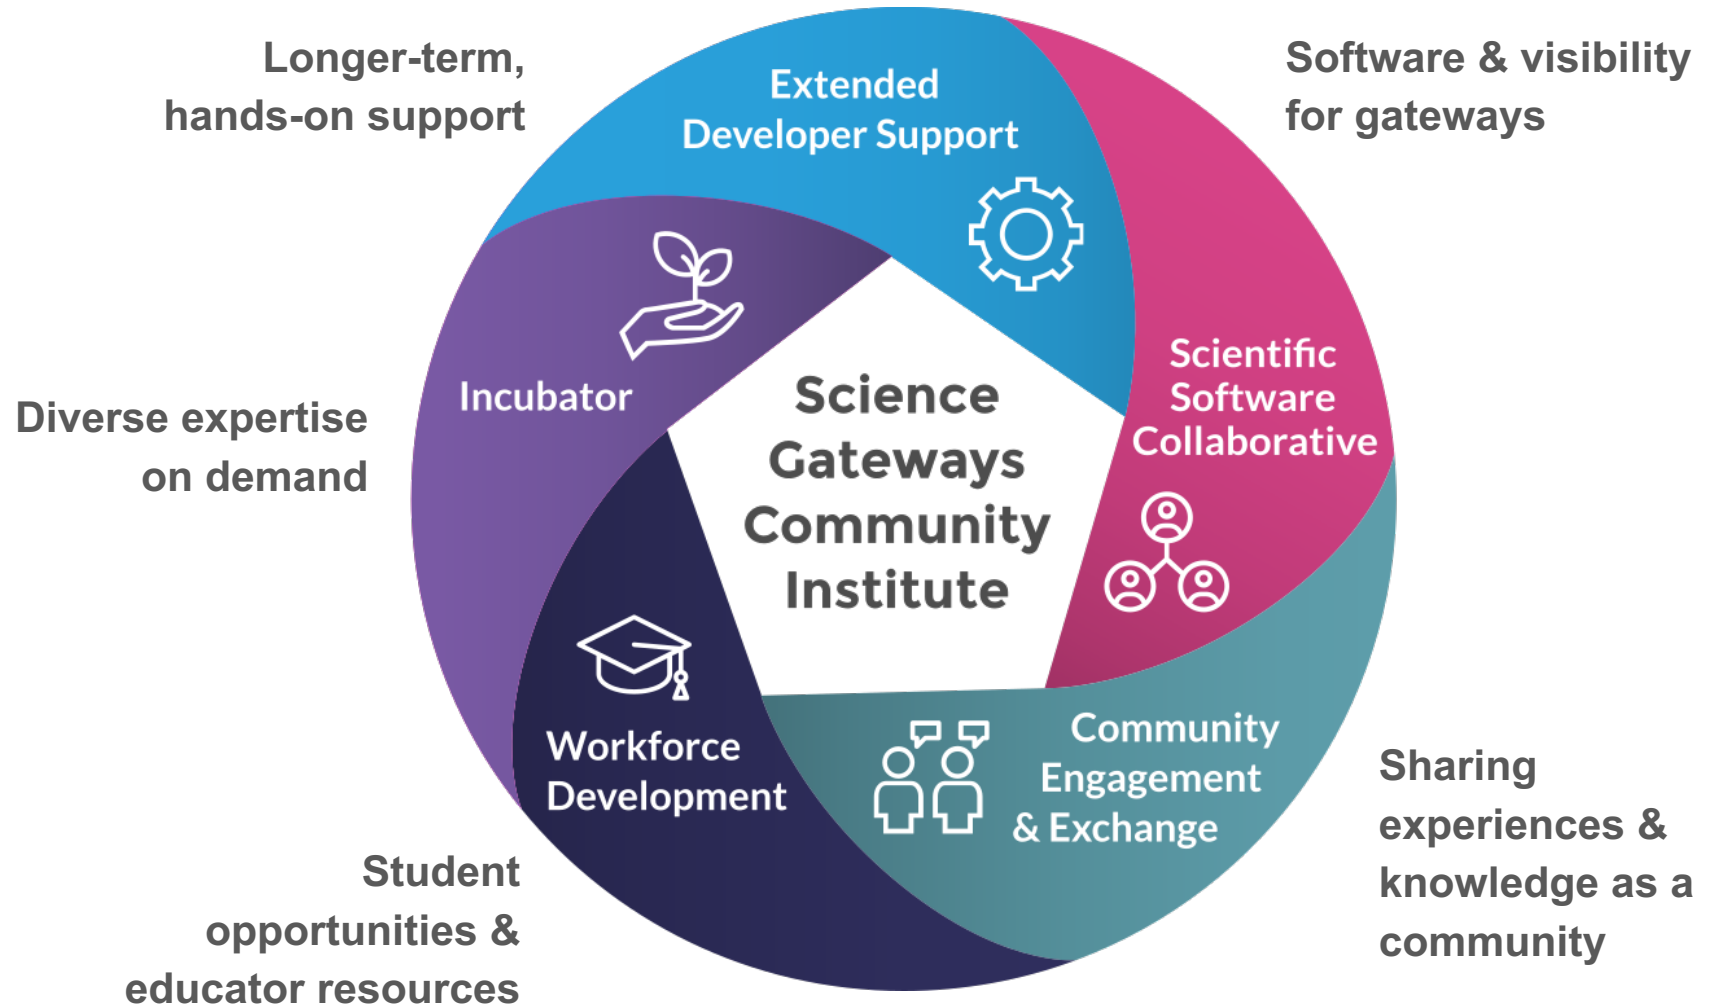 Longer-term,
hands-on support
Extended
Developer Support
Software & visibility
for gateways
Scientific
Software
Collaborative
Incubator
Diverse expertise
on demand
Science
Gateways
Community
Institute
Workforce
Development
Community
Engagement
& Exchange
Sharing
experiences &
knowledge as a
community
Student
opportunities &
educator resources